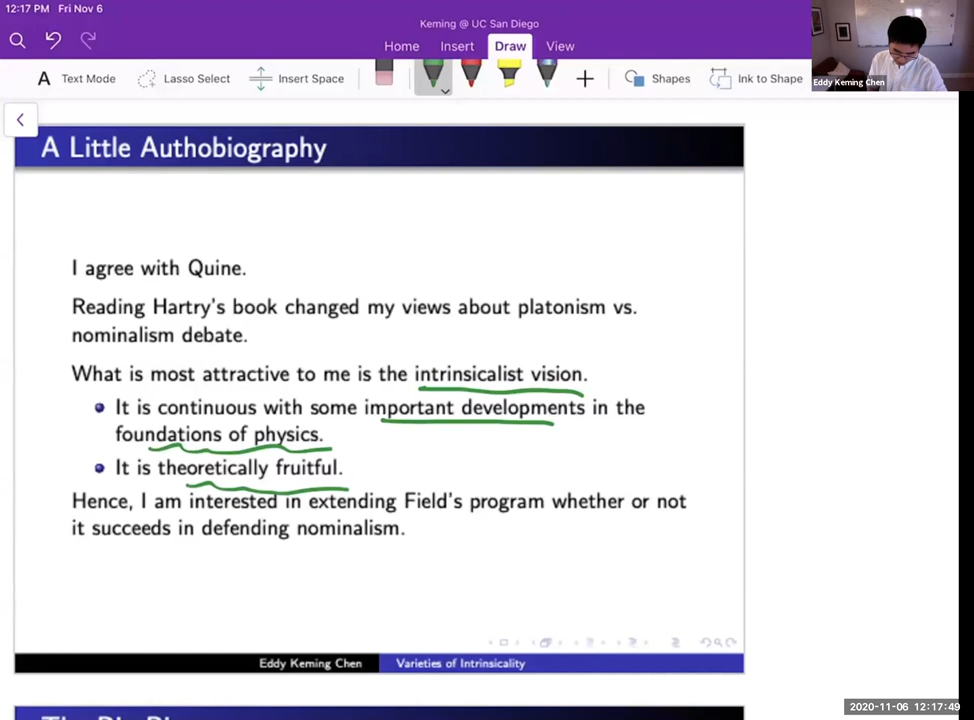 12:17 PM Fri Nov 6
Keming @ UC San Diego
Home Insert Draw View
A Text Mode Lasso Select Insert Space Shapes Ink to Shape
Eddy Keming Chen
A Little Authobiography
I agree with Quine.
Reading Hartry's book changed my views about platonism vs.
nominalism debate.
What is most attractive to me is the intrinsicalist vision.
It is continuous with some important developments in the
foundations of physics.
It is theoretically fruitful.
Hence, I am interested in extending Field's program whether or not
it succeeds in defending nominalism.
Eddy Keming Chen Varieties of Intrinsicality
2020-11-06 12:17:49